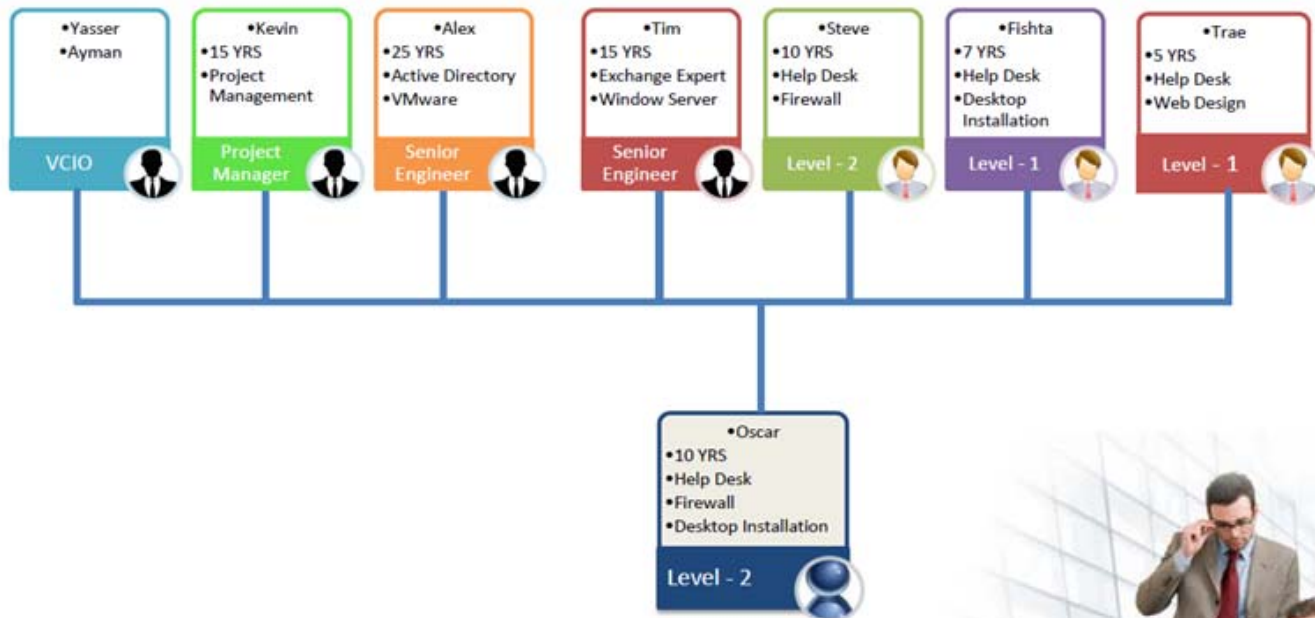 •Yasser
•Ayman
VCIO
•Kevin
•15 YRS
•Project
Management
Project
Manager
•Alex
•25 YRS
•Active Directory
•VMware
Senior
Engineer
•Tim
•15 YRS
•Exchange Expert
•Window Server
Senior
Engineer
•Steve
•10 YRS
•Help Desk
•Firewall
Level - 2
•Fishta
•7 YRS
•Help Desk
•Desktop
Installation
Level - 1
•Trae
•5 YRS
•Help Desk
•Web Design
Level - 1
•Oscar
•10 YRS
•Help Desk
•Firewall
•Desktop Installation
Level - 2